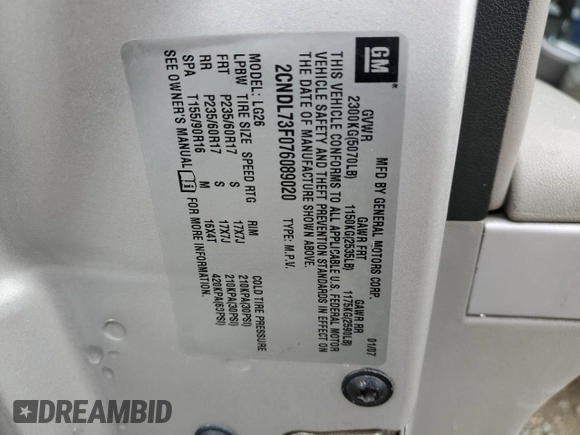 GM
MFD BY GENERAL MOTORS CORP. 01/07
GVWR GAWR FRT GAWR RR
2300KG(5070LB) 1150KG(2535LB) 1175KG(2590LB)
THIS VEHICLE CONFORMS TO ALL APPLICABLE U.S. FEDERAL MOTOR
VEHICLE SAFETY AND THEFT PREVENTION STANDARDS IN EFFECT ON
THE DATE OF MANUFACTURE SHOWN ABOVE.
2CNDL73F076089020 TYPE: M.P.V.
MODEL: LG26
LPBW TIRE SIZE SPEED RTG RIM COLD TIRE PRESSURE
FRT P235/60R17 S 17X7J 210KPA(30PSI)
RR P235/60R17 S 17X7J 210KPA(30PSI)
SPA T155/90R16 M 16X4T 420KPA(60PSI)
SEE OWNER'S MANUAL FOR MORE INFORMATION
DREAMBID